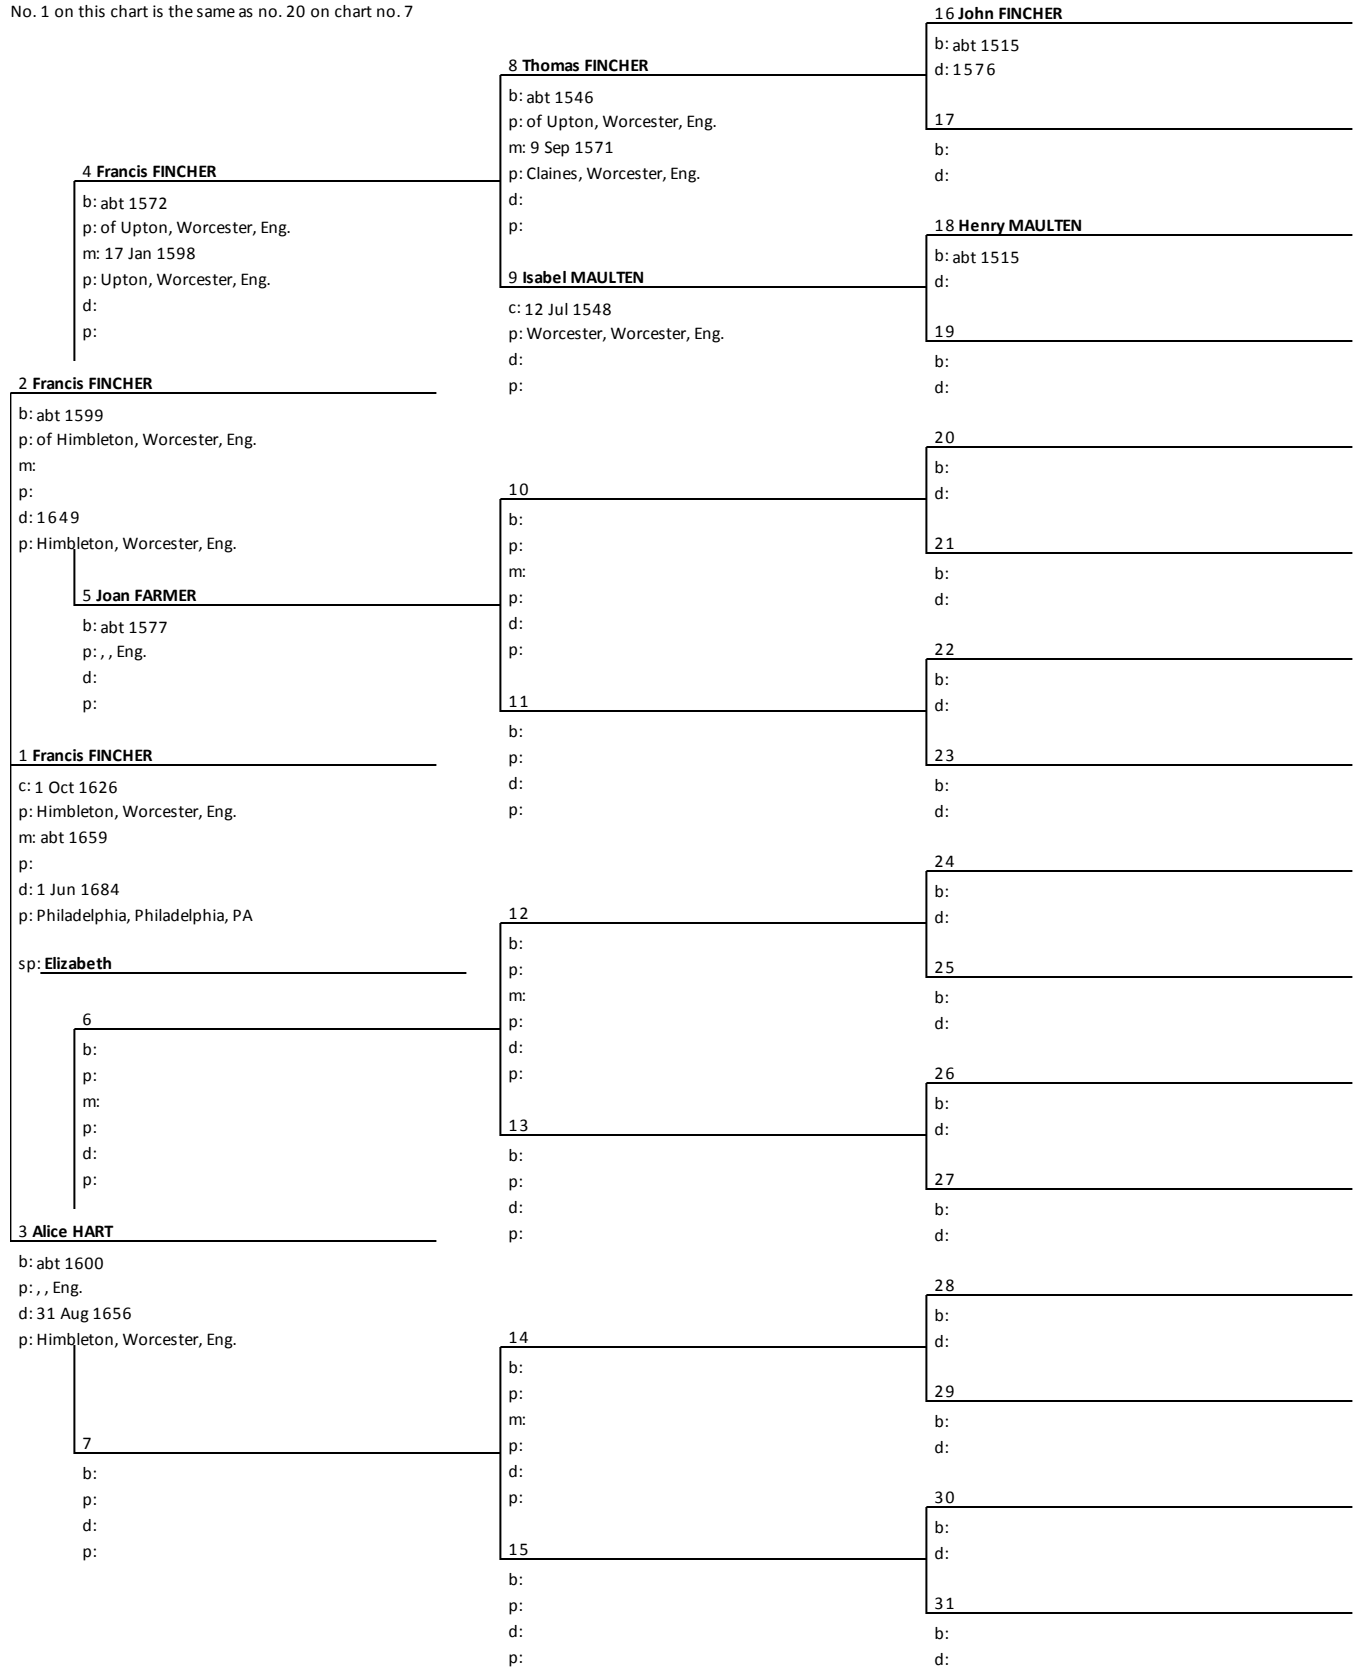 No. 1 on this chart is the same as no. 20 on chart no. 7
16 John FINCHER
b: abt 1515
d: 1576
8 Thomas FINCHER
b: abt 1546
p: of Upton, Worcester, Eng.
m: 9 Sep 1571
p: Claines, Worcester, Eng.
d:
p:
17
b:
d:
4 Francis FINCHER
b: abt 1572
p: of Upton, Worcester, Eng.
m: 17 Jan 1598
p: Upton, Worcester, Eng.
d:
p:
18 Henry MAULTEN
b: abt 1515
d:
9 Isabel MAULTEN
c: 12 Jul 1548
p: Worcester, Worcester, Eng.
d:
p:
19
b:
d:
2 Francis FINCHER
b: abt 1599
p: of Himbleton, Worcester, Eng.
m:
p:
d: 1649
p: Himbleton, Worcester, Eng.
20
b:
d:
10
b:
p:
m:
p:
d:
p:
21
b:
d:
5 Joan FARMER
b: abt 1577
p: , , Eng.
d:
p:
22
b:
d:
11
b:
p:
d:
p:
23
b:
d:
1 Francis FINCHER
c: 1 Oct 1626
p: Himbleton, Worcester, Eng.
m: abt 1659
p:
d: 1 Jun 1684
p: Philadelphia, Philadelphia, PA
sp: Elizabeth
24
b:
d:
12
b:
p:
m:
p:
d:
p:
25
b:
d:
6
b:
p:
m:
p:
d:
p:
26
b:
d:
13
b:
p:
d:
p:
27
b:
d:
3 Alice HART
b: abt 1600
p: , , Eng.
d: 31 Aug 1656
p: Himbleton, Worcester, Eng.
28
b:
d:
14
b:
p:
m:
p:
d:
p:
29
b:
d:
7
b:
p:
d:
p:
30
b:
d:
15
b:
p:
d:
p:
31
b:
d: